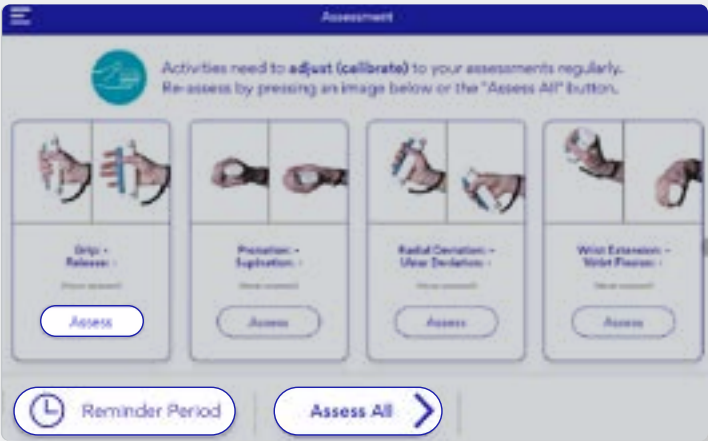 Assessment
Activities need to adjust (calibrate) to your assessments regularly.
Re-assess by pressing an image below or the "Assess All" button.
Grip: -
Release: -
Assess
Pronation: -
Supination: -
Assess
Radial Deviation: -
Ulnar Deviation: -
Assess
Wrist Extension: -
Wrist Flexion: -
Assess
Reminder Period
Assess All